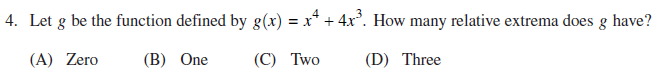 4. Let g be the function defined by g(x) = x⁴ + 4x³. How many relative extrema does g have?
(A) Zero (B) One (C) Two (D) Three